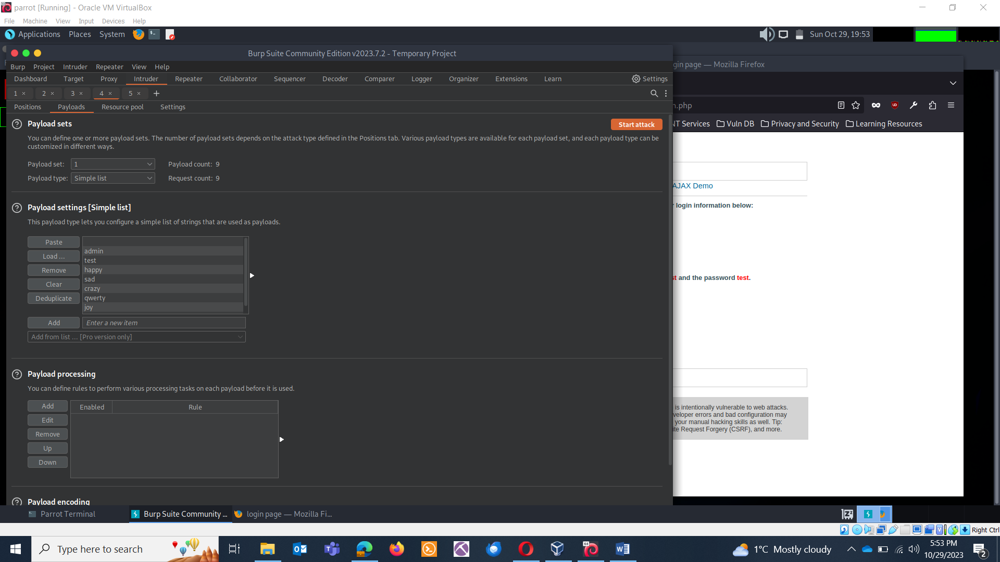 parrot [Running] - Oracle VM VirtualBox
File Machine View Input Devices Help
Applications Places System Sun Oct 29, 19:53
Burp Suite Community Edition v2023.7.2 - Temporary Project
gin page — Mozilla Firefox
Burp Project Intruder Repeater View Help
Dashboard Target Proxy Intruder Repeater Collaborator Sequencer Decoder Comparer Logger Organizer Extensions Learn Settings
1 × 2 × 3 × 4 × 5 × +
Positions Payloads Resource pool Settings
n.php
NT Services Vuln DB Privacy and Security Learning Resources
Payload sets
Start attack
You can define one or more payload sets. The number of payload sets depends on the attack type defined in the Positions tab. Various payload types are available for each payload set, and each payload type can be
customized in different ways.
Payload set: 1 Payload count: 9
Payload type: Simple list Request count: 9
AJAX Demo
Payload settings [Simple list]
r login information below:
This payload type lets you configure a simple list of strings that are used as payloads.
Paste
Load ...
Remove
Clear
Deduplicate
admin
test
happy
sad
crazy
qwerty
joy
st and the password test.
Add Enter a new item
Add from list ... [Pro version only]
Payload processing
You can define rules to perform various processing tasks on each payload before it is used.
Add
Edit
Remove
Up
Down
Enabled Rule
is intentionally vulnerable to web attacks.
veloper errors and bad configuration may
your manual hacking skills as well. Tip:
ite Request Forgery (CSRF), and more.
Payload encoding
Parrot Terminal Burp Suite Community ... login page — Mozilla Fi...
Right Ctrl
Type here to search
1°C Mostly cloudy
5:53 PM
10/29/2023
2